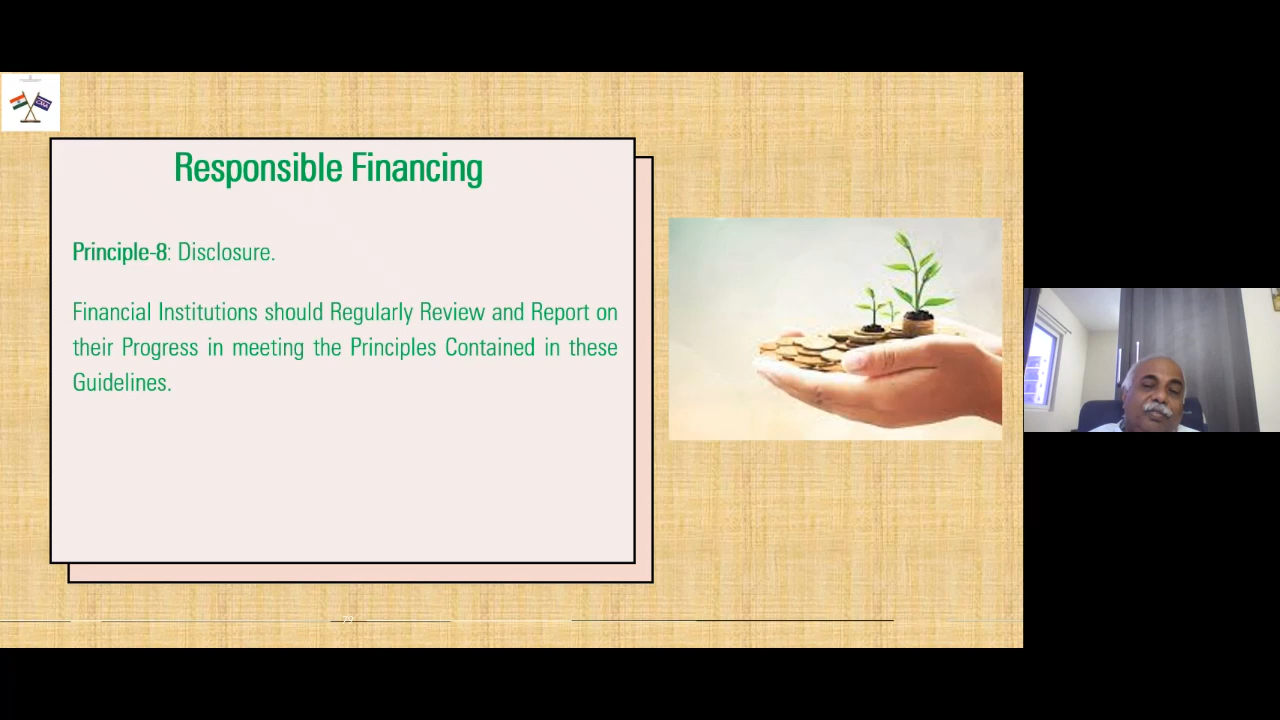 Responsible Financing
Principle-8: Disclosure.
Financial Institutions should Regularly Review and Report on
their Progress in meeting the Principles Contained in these
Guidelines.